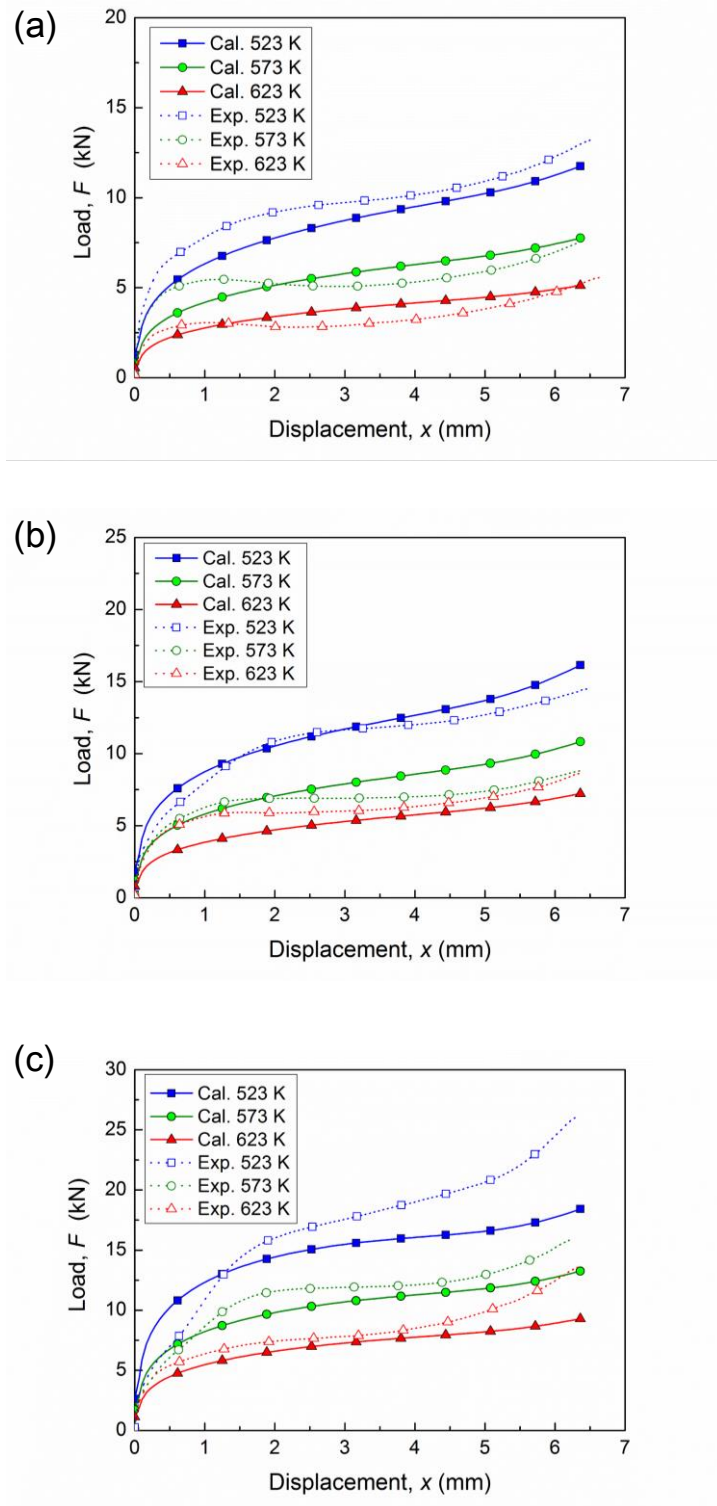 (a)
20
15
10
5
0
Load, F (kN)
Cal. 523 K
Cal. 573 K
Cal. 623 K
Exp. 523 K
Exp. 573 K
Exp. 623 K
0 1 2 3 4 5 6 7
Displacement, x (mm)
(b)
25
20
15
10
5
0
Load, F (kN)
Cal. 523 K
Cal. 573 K
Cal. 623 K
Exp. 523 K
Exp. 573 K
Exp. 623 K
0 1 2 3 4 5 6 7
Displacement, x (mm)
(c)
30
25
20
15
10
5
0
Load, F (kN)
Cal. 523 K
Cal. 573 K
Cal. 623 K
Exp. 523 K
Exp. 573 K
Exp. 623 K
0 1 2 3 4 5 6 7
Displacement, x (mm)